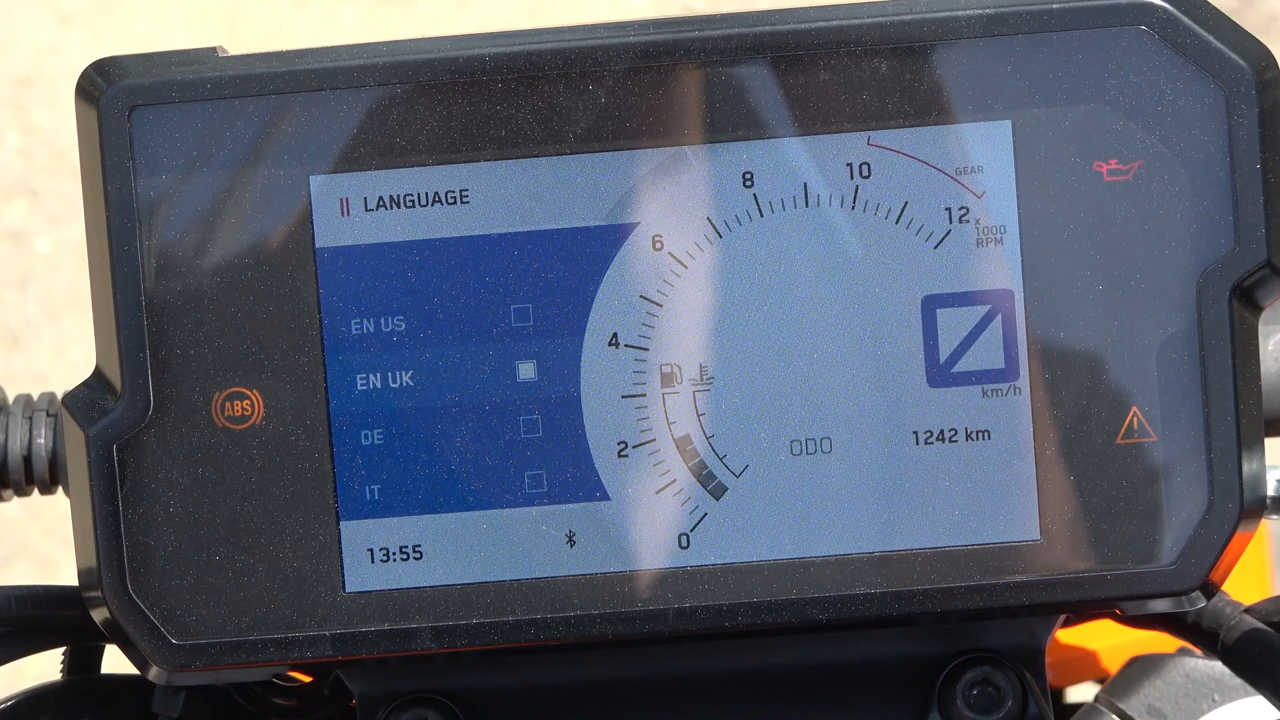 LANGUAGE
EN US
EN UK
DE
IT
13:55
0
2
4
6
8
10
12
x
1000
RPM
GEAR
km/h
ODO
1242 km
ABS